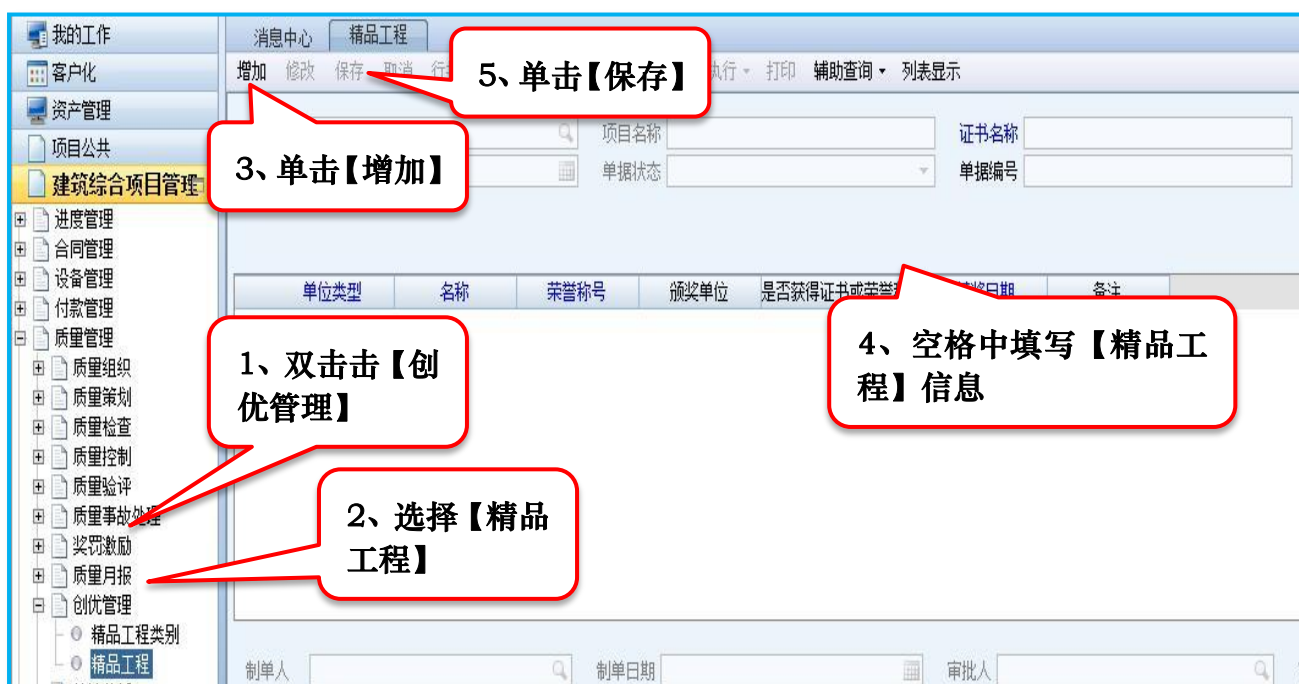 我的工作
客户化
资产管理
项目公共
建筑综合项目管理
进度管理
合同管理
设备管理
付款管理
质量管理
质量组织
质量策划
质量检查
质量控制
质量验评
质量事故处理
奖罚激励
质量月报
创优管理
精品工程类别
精品工程
消息中心 精品工程
增加 修改 保存 取消 执行 打印 辅助查询 列表显示
5、单击【保存】
3、单击【增加】
项目名称 证书名称
单据状态 单据编号
单位类型 名称 荣誉称号 颁奖单位 是否获得证书或荣誉 备注
4、空格中填写【精品工
程】信息
1、双击击【创
优管理】
2、选择【精品
工程】
制单人 制单日期 审批人